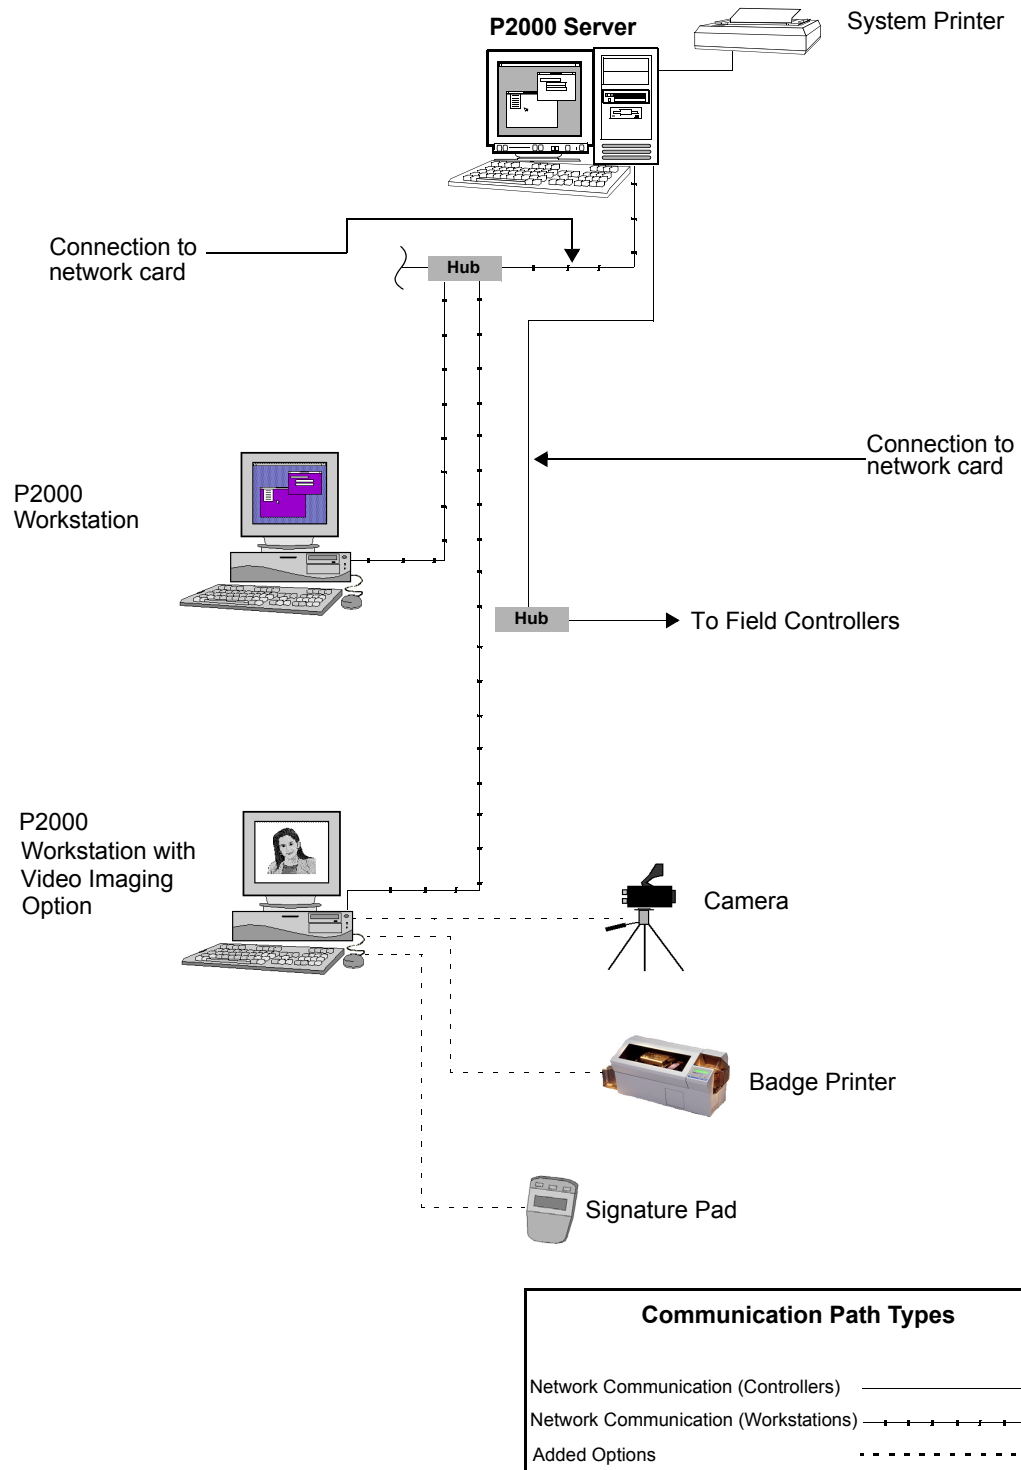 P2000 Server
System Printer
Connection to
network card
Hub
Connection to
network card
P2000
Workstation
Hub
To Field Controllers
P2000
Workstation with
Video Imaging
Option
Camera
Badge Printer
Signature Pad
Communication Path Types
Network Communication (Controllers)
Network Communication (Workstations)
Added Options